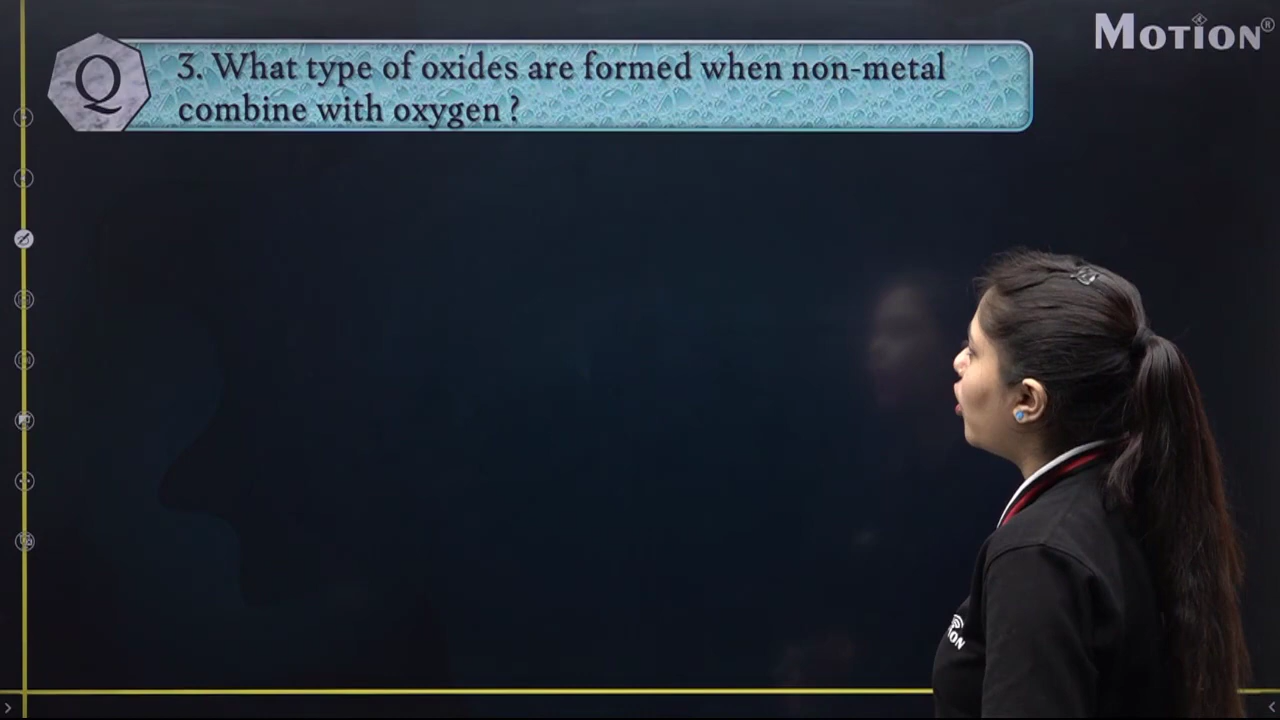 MOTION®
Q
3. What type of oxides are formed when non-metal
combine with oxygen ?